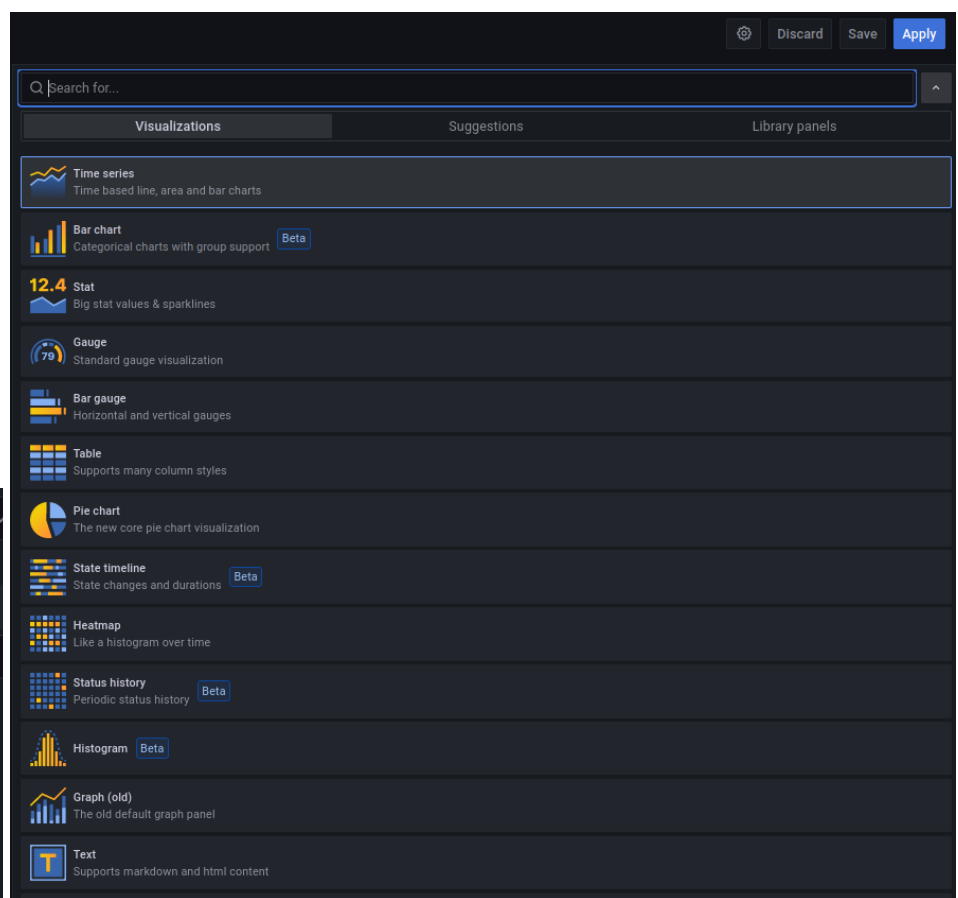 Discard Save Apply
Search for...
Visualizations Suggestions Library panels
Time series
Time based line, area and bar charts
Bar chart
Categorical charts with group support Beta
12.4 Stat
Big stat values & sparklines
Gauge
79 Standard gauge visualization
Bar gauge
Horizontal and vertical gauges
Table
Supports many column styles
Pie chart
The new core pie chart visualization
State timeline
State changes and durations Beta
Heatmap
Like a histogram over time
Status history
Periodic status history Beta
Histogram Beta
Graph (old)
The old default graph panel
Text
T
Supports markdown and html content